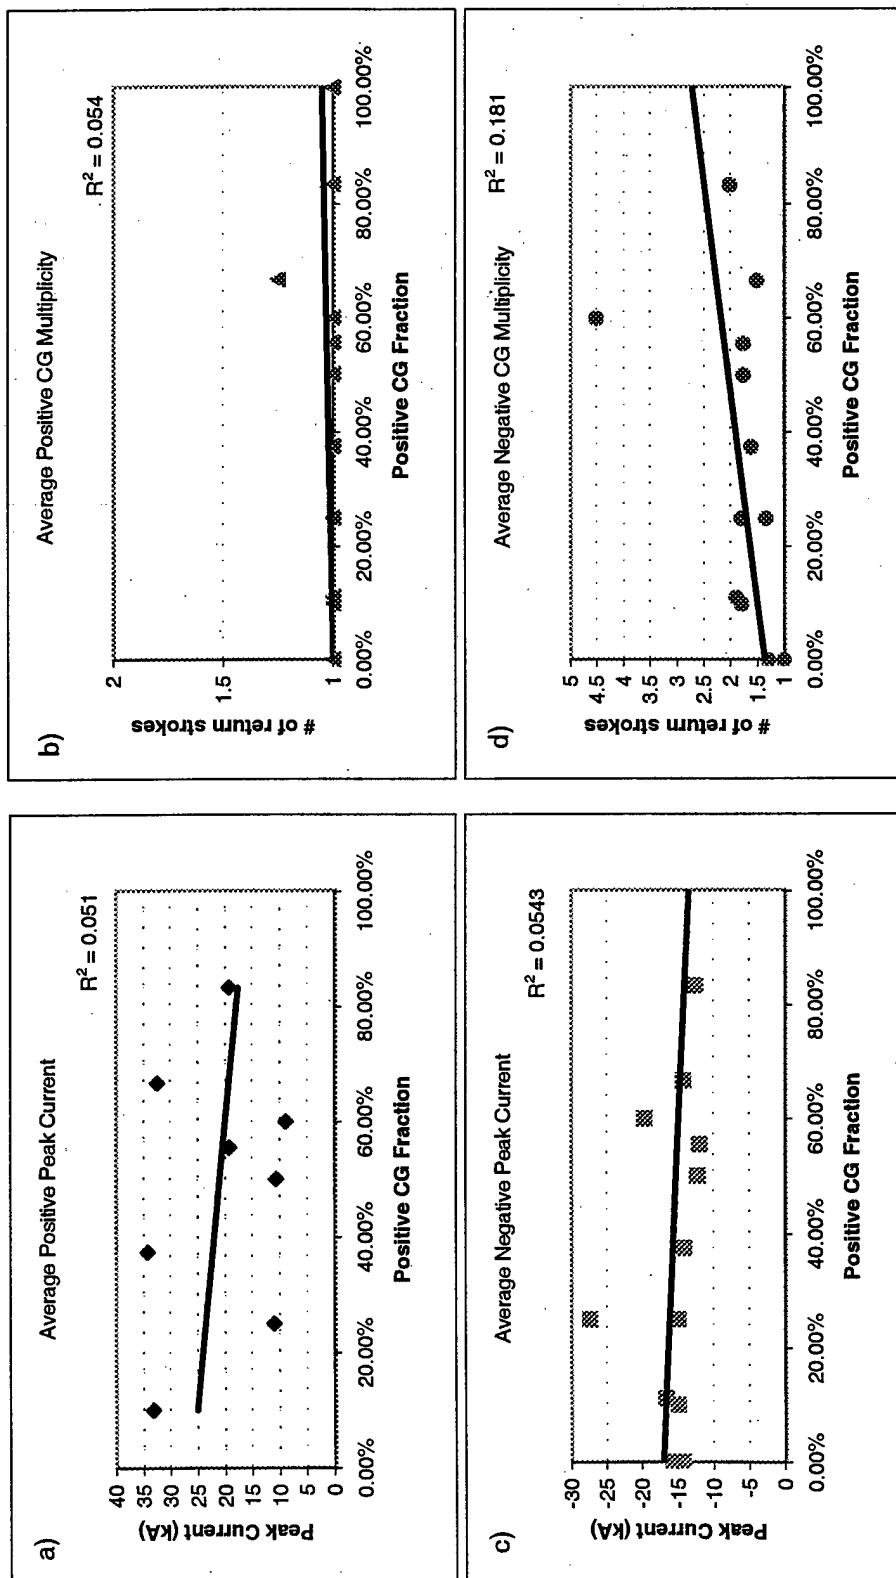 a)
Average Positive Peak Current
R² = 0.051
Peak Current (kA)
40
35
30
25
20
15
10
5
0
0.00%
20.00%
40.00%
60.00%
80.00%
100.00%
Positive CG Fraction
b)
Average Positive CG Multiplicity
R² = 0.054
# of return strokes
2
1.5
1
0.00%
20.00%
40.00%
60.00%
80.00%
100.00%
Positive CG Fraction
c)
Average Negative Peak Current
R² = 0.0543
Peak Current (kA)
-30
-25
-20
-15
-10
-5
0
0.00%
20.00%
40.00%
60.00%
80.00%
100.00%
Positive CG Fraction
d)
Average Negative CG Multiplicity
R² = 0.181
# of return strokes
5
4.5
4
3.5
3
2.5
2
1.5
1
0.00%
20.00%
40.00%
60.00%
80.00%
100.00%
Positive CG Fraction